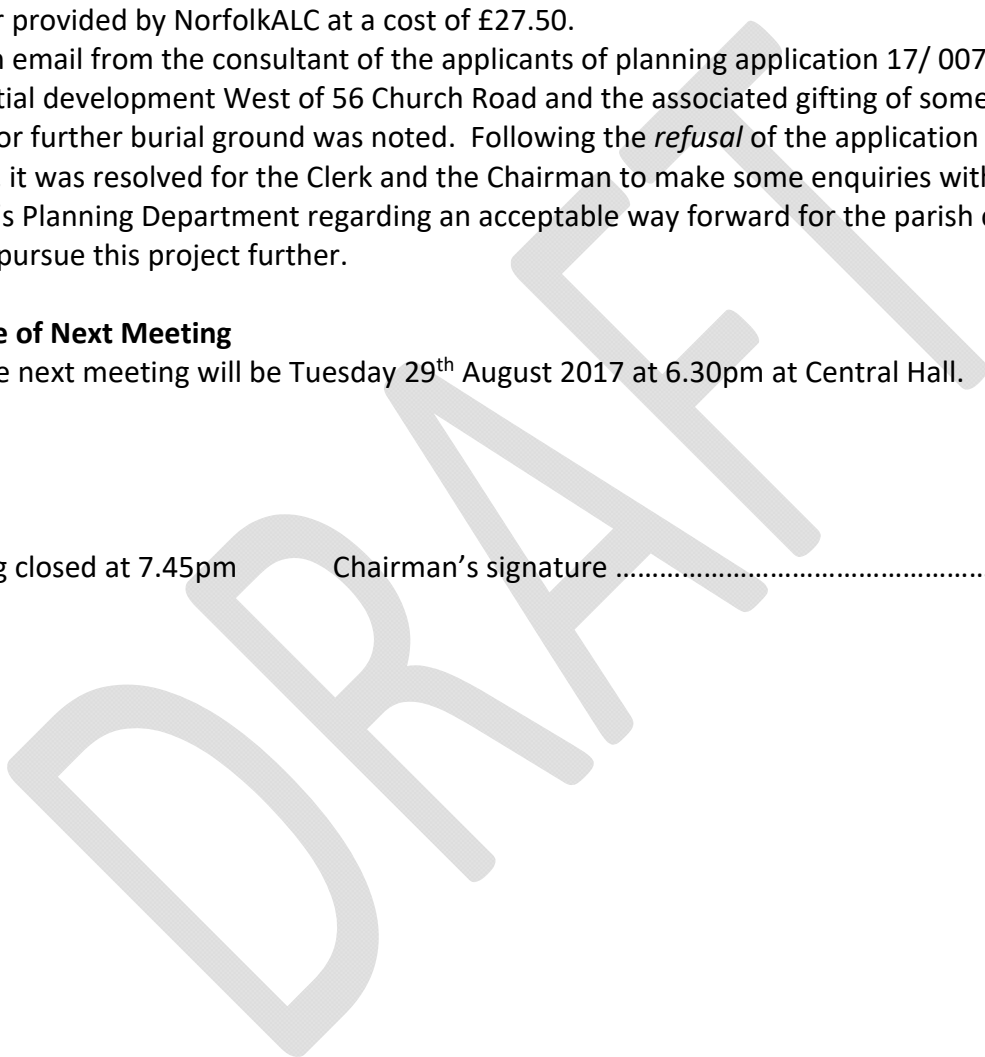 r provided by NorfolkALC at a cost of £27.50.
n email from the consultant of the applicants of planning application 17/ 007
tial development West of 56 Church Road and the associated gifting of some
or further burial ground was noted.  Following the refusal of the application
it was resolved for the Clerk and the Chairman to make some enquiries with
's Planning Department regarding an acceptable way forward for the parish
pursue this project further.
e of Next Meeting
e next meeting will be Tuesday 29th August 2017 at 6.30pm at Central Hall.
g closed at 7.45pm Chairman's signature ………………………………………
DRAFT